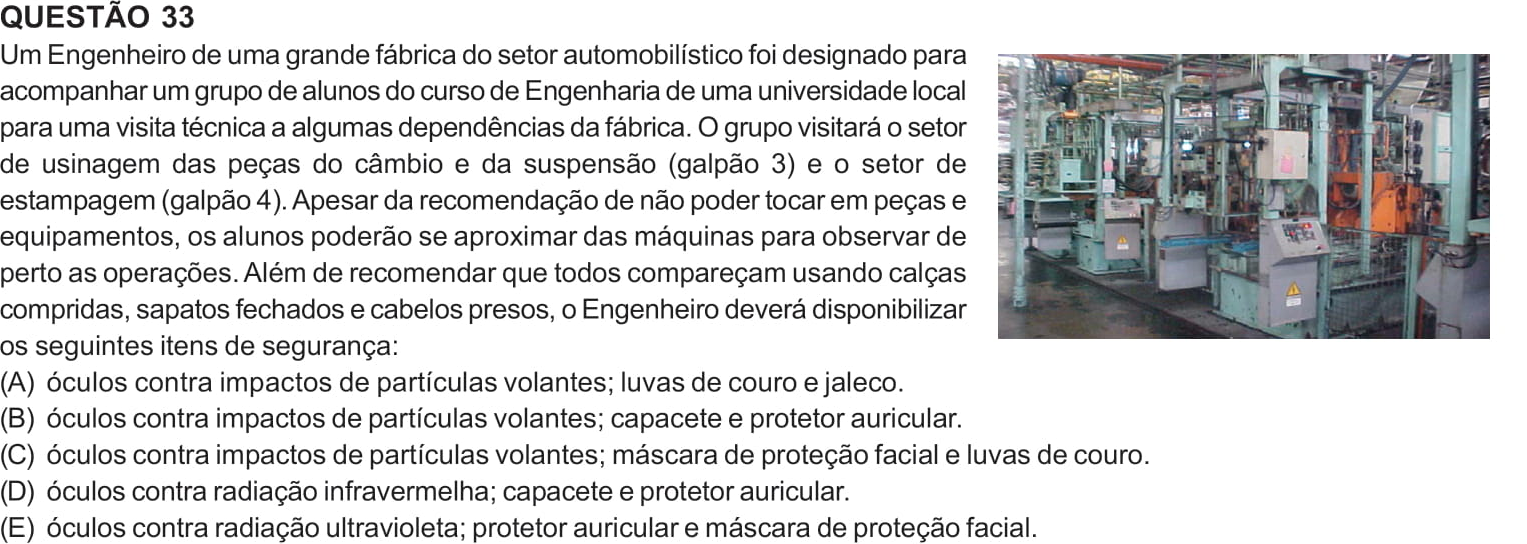 QUESTÃO 33
Um Engenheiro de uma grande fábrica do setor automobilístico foi designado para
acompanhar um grupo de alunos do curso de Engenharia de uma universidade local
para uma visita técnica a algumas dependências da fábrica. O grupo visitará o setor
de usinagem das peças do câmbio e da suspensão (galpão 3) e o setor de
estampagem (galpão 4). Apesar da recomendação de não poder tocar em peças e
equipamentos, os alunos poderão se aproximar das máquinas para observar de
perto as operações. Além de recomendar que todos compareçam usando calças
compridas, sapatos fechados e cabelos presos, o Engenheiro deverá disponibilizar
os seguintes itens de segurança:
(A) óculos contra impactos de partículas volantes; luvas de couro e jaleco.
(B) óculos contra impactos de partículas volantes; capacete e protetor auricular.
(C) óculos contra impactos de partículas volantes; máscara de proteção facial e luvas de couro.
(D) óculos contra radiação infravermelha; capacete e protetor auricular.
(E) óculos contra radiação ultravioleta; protetor auricular e máscara de proteção facial.